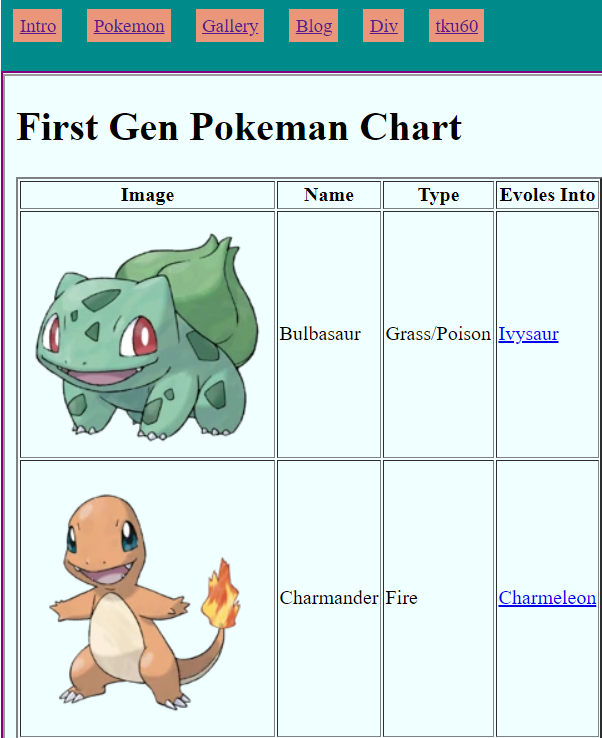 Intro Pokemon Gallery Blog Div tku60
First Gen Pokeman Chart
Image Name Type Evoles Into
Bulbasaur Grass/Poison Ivysaur
Charmander Fire Charmeleon